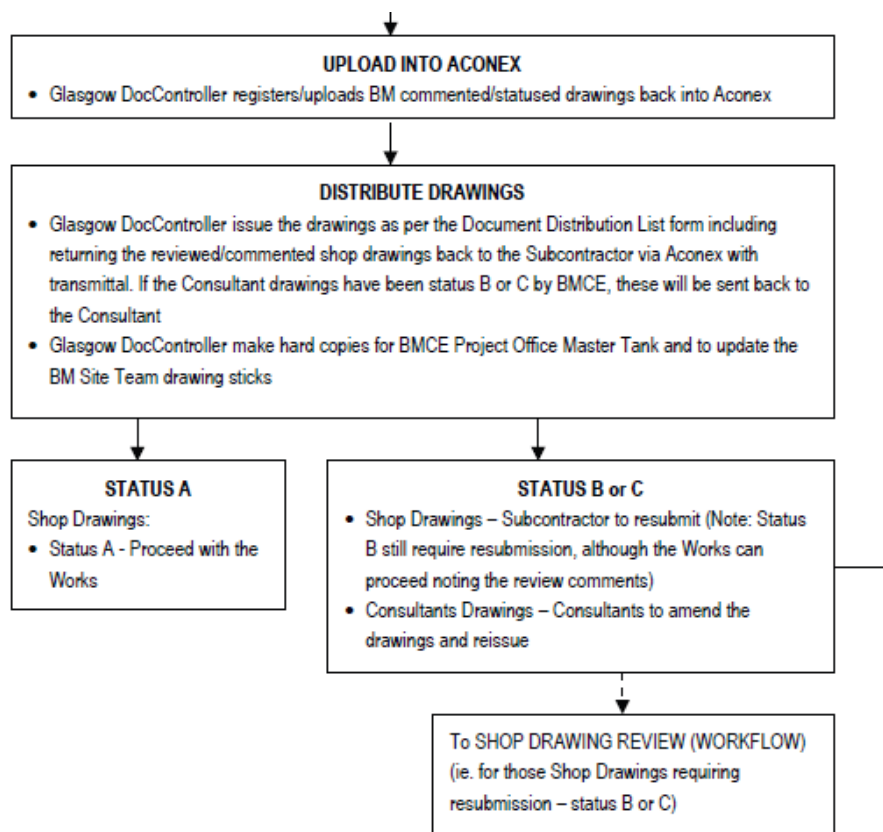 UPLOAD INTO ACONEX
• Glasgow DocController registers/uploads BM commented/statused drawings back into Aconex
DISTRIBUTE DRAWINGS
• Glasgow DocController issue the drawings as per the Document Distribution List form including
returning the reviewed/commented shop drawings back to the Subcontractor via Aconex with
transmittal. If the Consultant drawings have been status B or C by BMCE, these will be sent back to
the Consultant
• Glasgow DocController make hard copies for BMCE Project Office Master Tank and to update the
BM Site Team drawing sticks
STATUS A
Shop Drawings:
• Status A - Proceed with the
Works
STATUS B or C
• Shop Drawings – Subcontractor to resubmit (Note: Status
B still require resubmission, although the Works can
proceed noting the review comments)
• Consultants Drawings – Consultants to amend the
drawings and reissue
To SHOP DRAWING REVIEW (WORKFLOW)
(ie. for those Shop Drawings requiring
resubmission – status B or C)